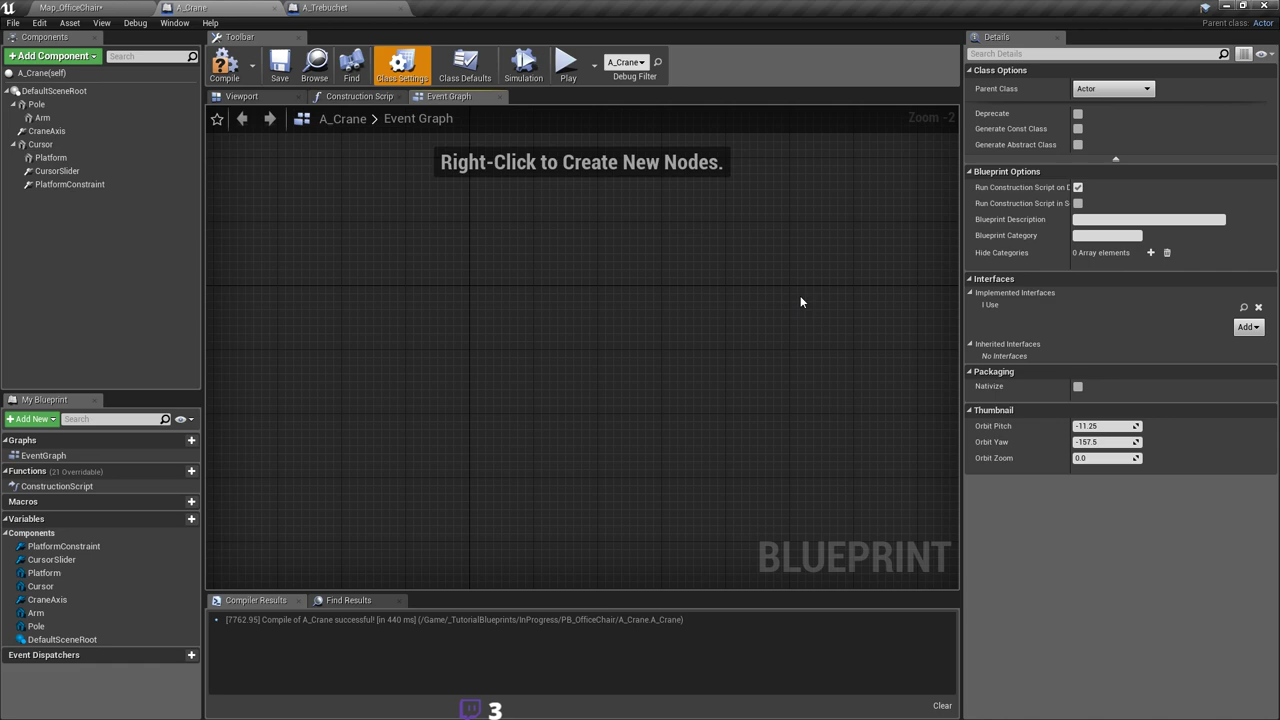 Map_OfficeChair*
A_Crane
A_Trebuchet
File Edit Asset View Debug Window Help
Parent class: Actor
Components
Toolbar
Details
+Add Component
Search
A_Crane(self)
DefaultSceneRoot
Pole
Arm
CraneAxis
Cursor
Platform
CursorSlider
PlatformConstraint
Compile
Save
Browse
Find
Class Settings
Class Defaults
Simulation
Play
A_Crane
Debug Filter
Viewport
Construction Scrip
Event Graph
A_Crane > Event Graph
Zoom -2
Right-Click to Create New Nodes.
BLUEPRINT
My Blueprint
+Add New
Search
Graphs
EventGraph
Functions (21 Overridable)
ConstructionScript
Macros
Variables
Components
PlatformConstraint
CursorSlider
Platform
Cursor
CraneAxis
Arm
Pole
DefaultSceneRoot
Event Dispatchers
Compiler Results
Find Results
[7762.95] Compile of A_Crane successful! [in 440 ms] (/Game/_TutorialBlueprints/InProgress/PB_OfficeChair/A_Crane.A_Crane)
Clear
3
Search Details
Class Options
Parent Class
Actor
Deprecate
Generate Const Class
Generate Abstract Class
Blueprint Options
Run Construction Script on D
Run Construction Script in S
Blueprint Description
Blueprint Category
Hide Categories
0 Array elements
Interfaces
Implemented Interfaces
I Use
Add
Inherited Interfaces
No Interfaces
Packaging
Nativize
Thumbnail
Orbit Pitch
-11.25
Orbit Yaw
-157.5
Orbit Zoom
0.0